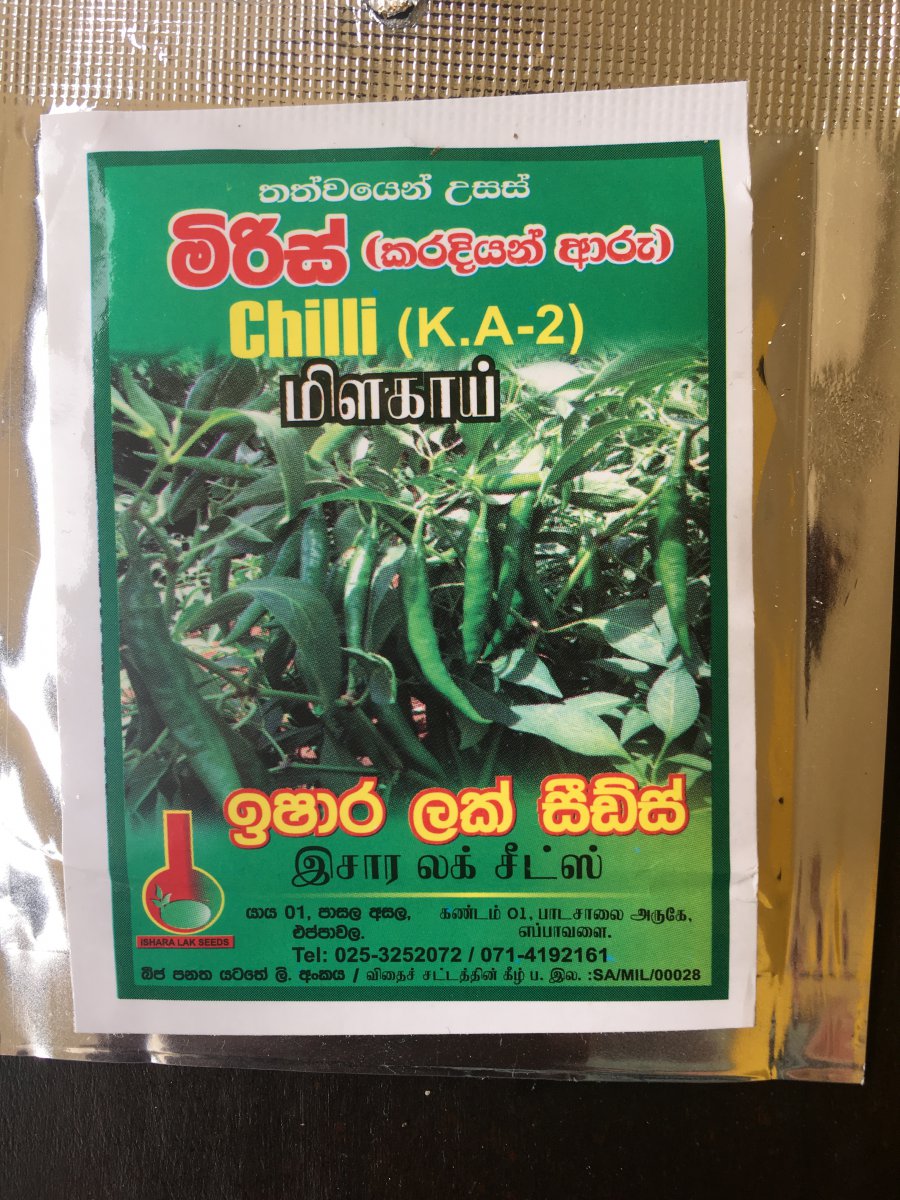 තත්වයෙන් උසස්
මිරිස් (කරදියන් ආරු)
Chilli (K.A-2)
மிளகாய்
ඉෂාර ලක් සීඩ්ස්
இசார லக் சீட்ஸ்
ISHARA LAK SEEDS
යාය 01, පාසල අසල,
එප්පාවල.
கண்டம் 01, பாடசாலை அருகே,
எப்பாவளை.
Tel: 025-3252072 / 071-4192161
බීජ පනත යටතේ ලි. අංකය / விதைச் சட்டத்தின் கீழ் ப. இல. :SA/MIL/00028